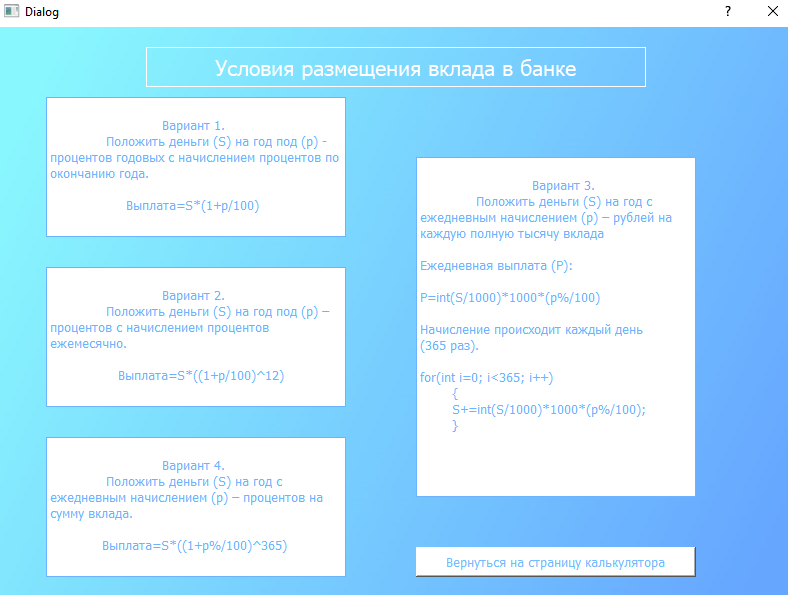 Dialog
?
Условия размещения вклада в банке
Вариант 1.
Положить деньги (S) на год под (p) -
процентов годовых с начислением процентов по
окончанию года.
Выплата=S*(1+p/100)
Вариант 2.
Положить деньги (S) на год под (p) –
процентов с начислением процентов
ежемесячно.
Выплата=S*((1+p/100)^12)
Вариант 4.
Положить деньги (S) на год с
ежедневным начислением (p) – процентов на
сумму вклада.
Выплата=S*((1+p%/100)^365)
Вариант 3.
Положить деньги (S) на год с
ежедневным начислением (p) – рублей на
каждую полную тысячу вклада
Ежедневная выплата (P):
P=int(S/1000)*1000*(p%/100)
Начисление происходит каждый день
(365 раз).
for(int i=0; i<365; i++)
{
S+=int(S/1000)*1000*(p%/100);
}
Вернуться на страницу калькулятора